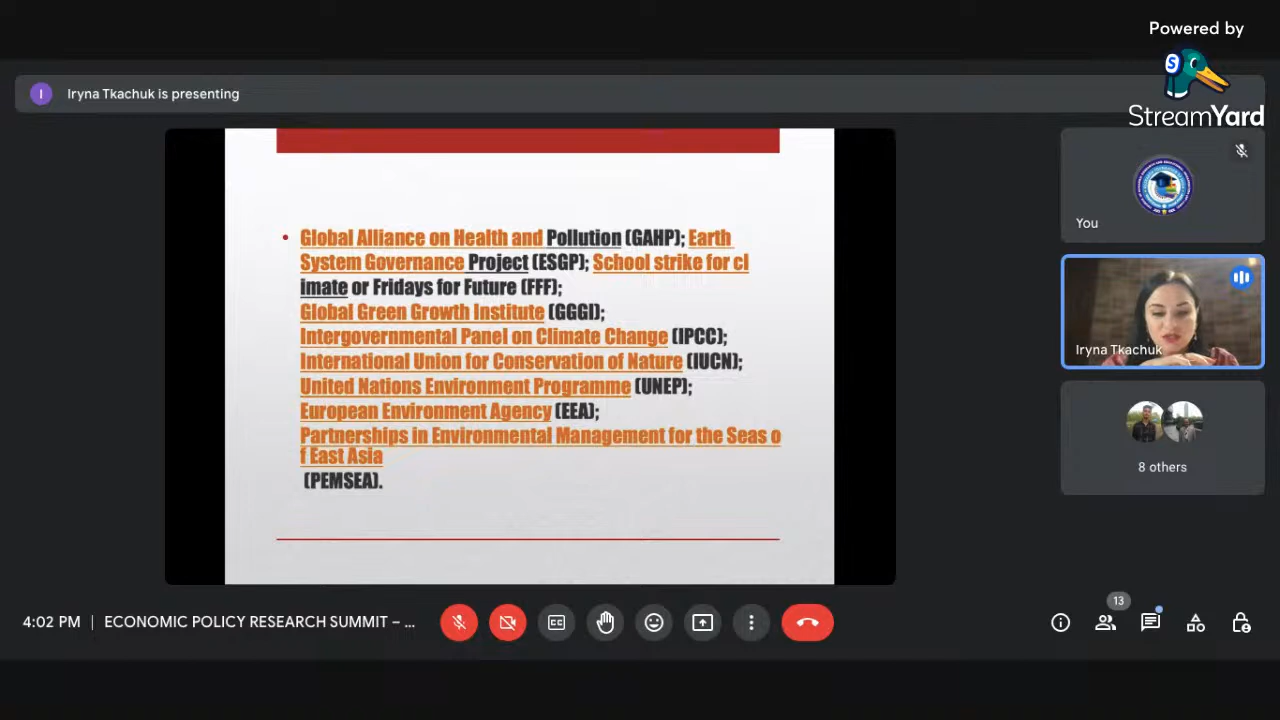 Powered by
StreamYard
I
Iryna Tkachuk is presenting
Global Alliance on Health and Pollution (GAHP); Earth
System Governance Project (ESGP); School strike for cl
imate or Fridays for Future (FFF);
Global Green Growth Institute (GGGI);
Intergovernmental Panel on Climate Change (IPCC);
International Union for Conservation of Nature (IUCN);
United Nations Environment Programme (UNEP);
European Environment Agency (EEA);
Partnerships in Environmental Management for the Seas o
f East Asia
(PEMSEA).
You
Iryna Tkachuk
8 others
4:02 PM | ECONOMIC POLICY RESEARCH SUMMIT – ...
13